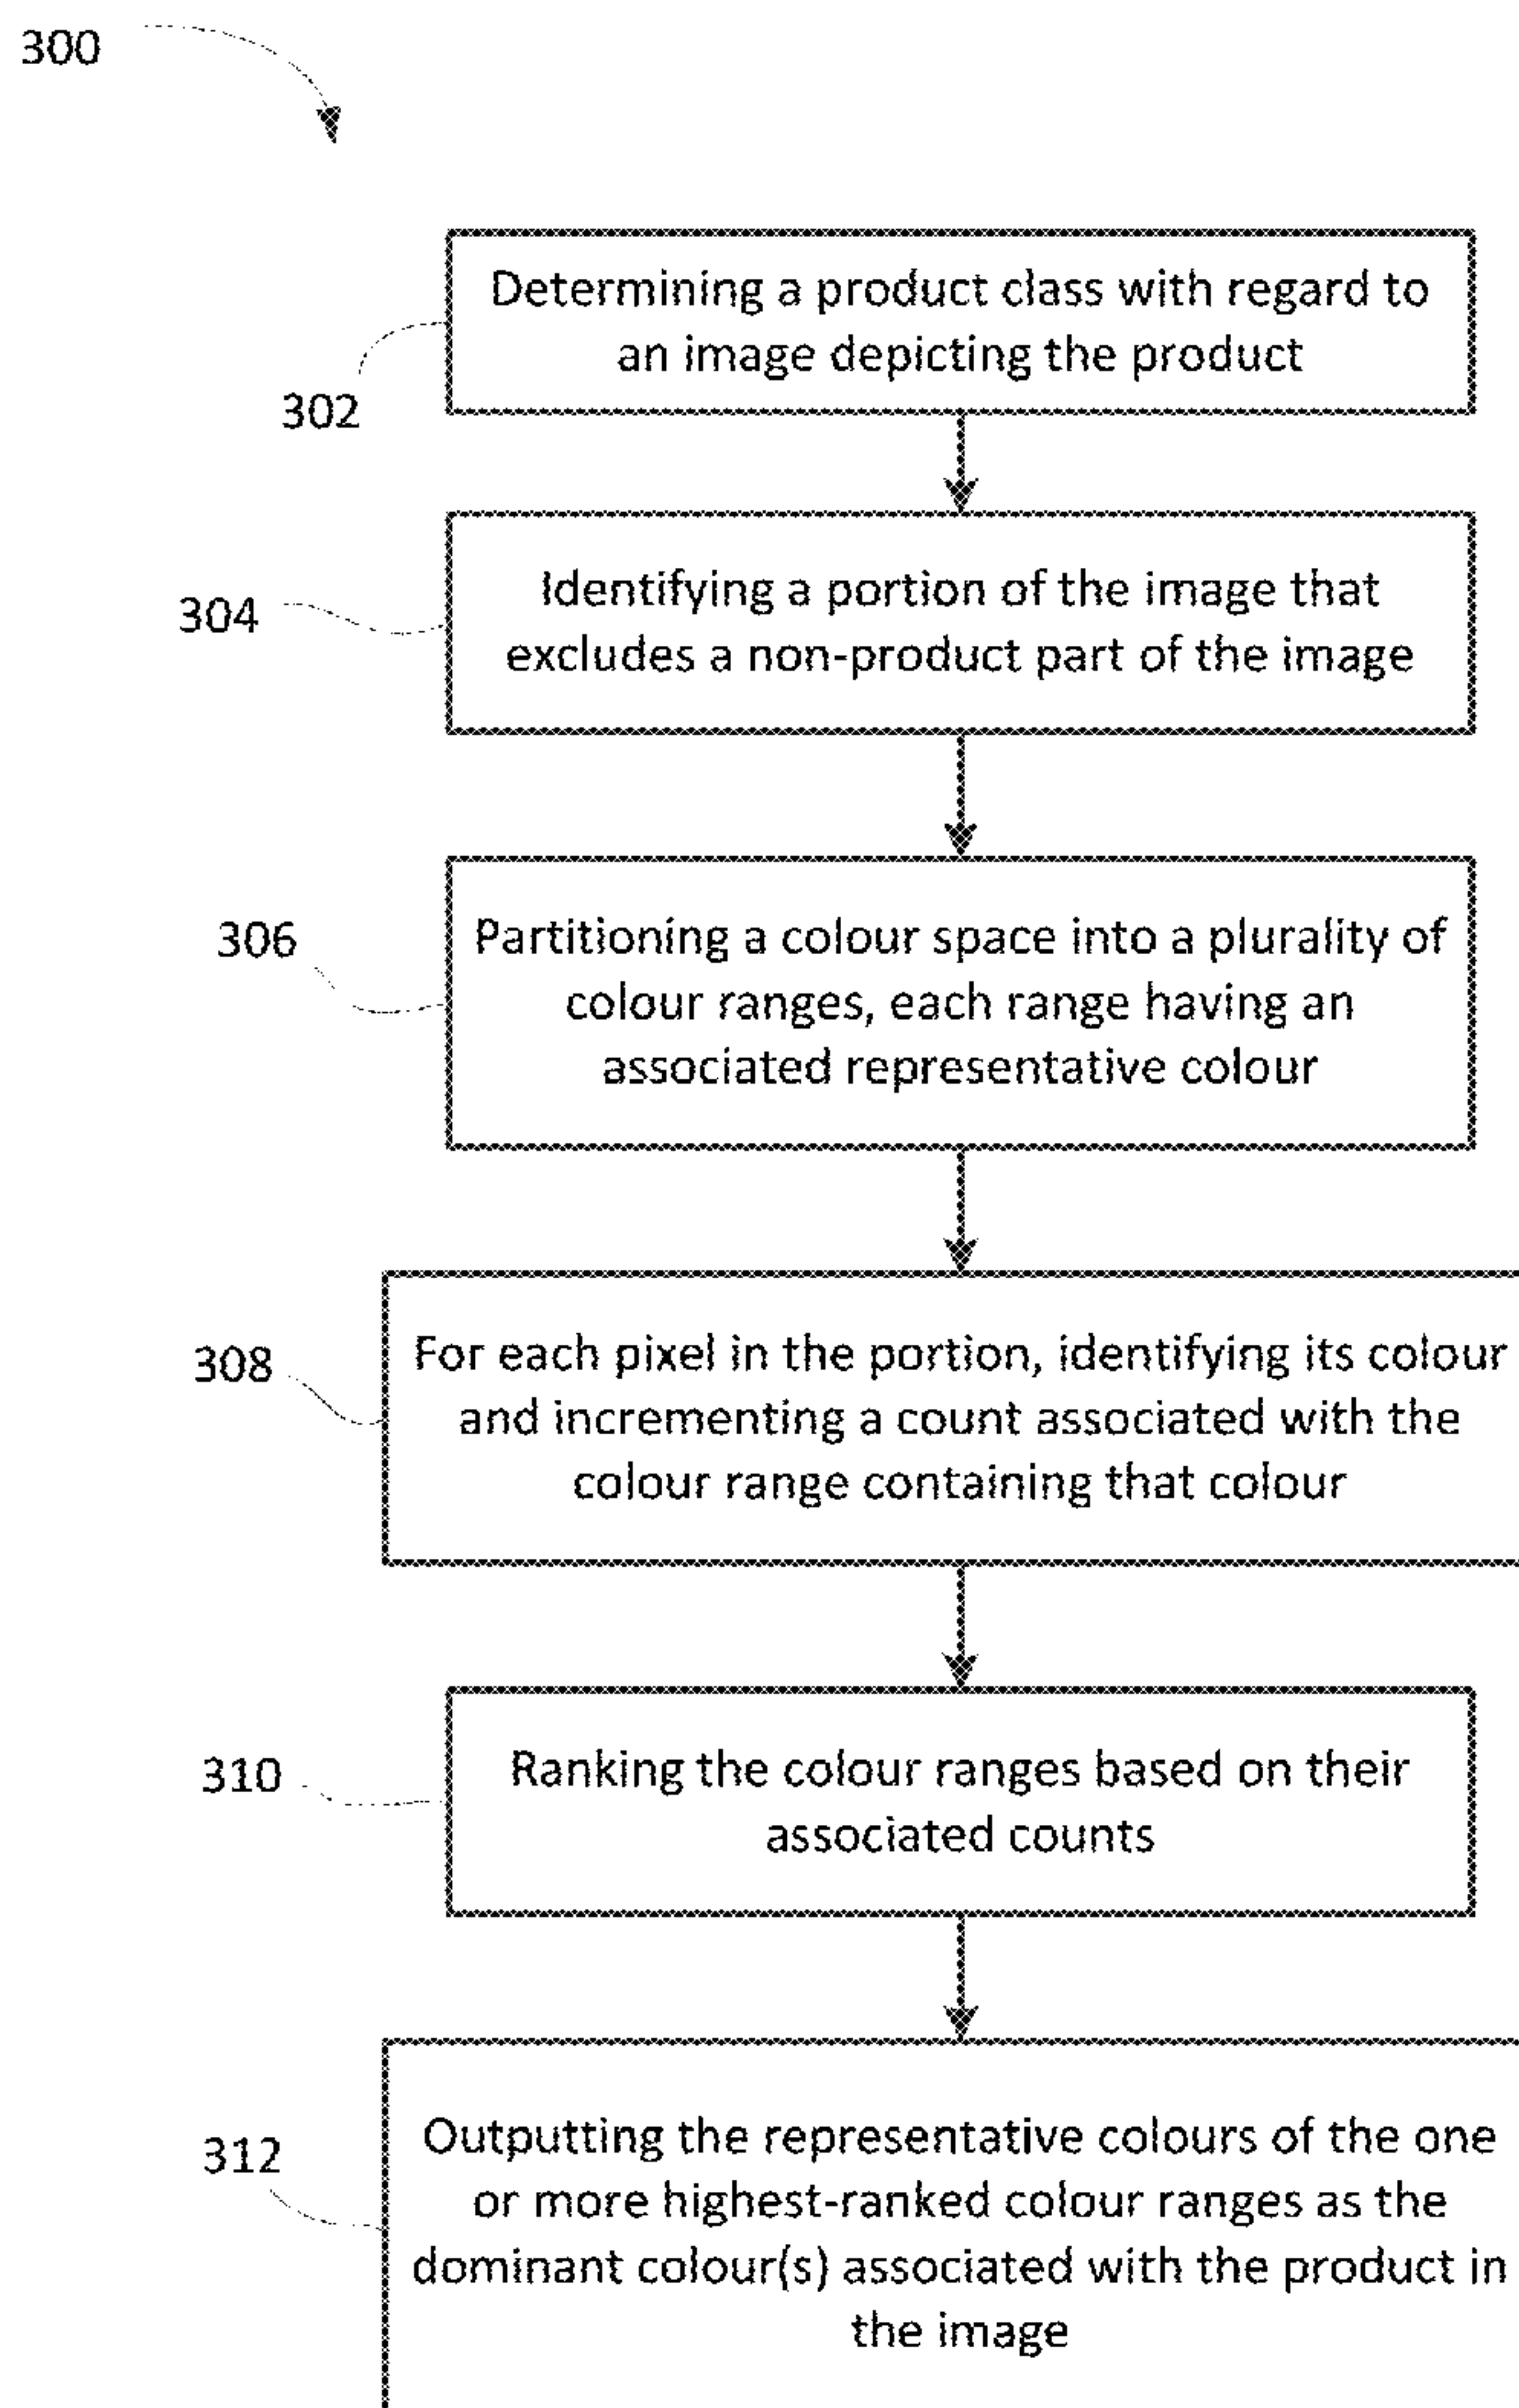 300
Determining a product class with regard to
an image depicting the product
302
Identifying a portion of the image that
excludes a non-product part of the image
304
Partitioning a colour space into a plurality of
colour ranges, each range having an
associated representative colour
306
For each pixel in the portion, identifying its colour
and incrementing a count associated with the
colour range containing that colour
308
Ranking the colour ranges based on their
associated counts
310
Outputting the representative colours of the one
or more highest-ranked colour ranges as the
dominant colour(s) associated with the product in
the image
312